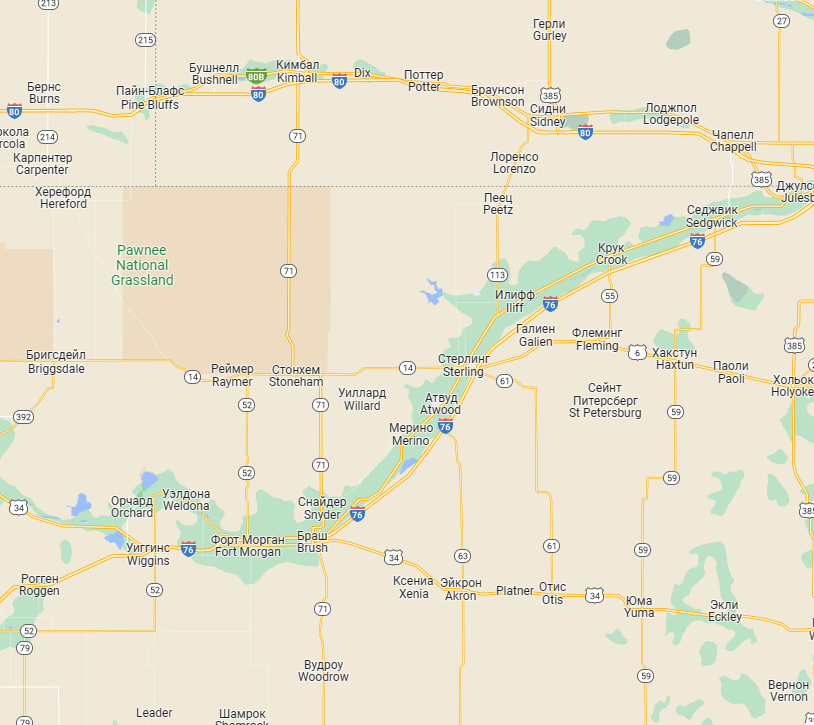 213
215
Герли
Gurley
27
Бушнелл
Bushnell
80B
Кимбал
Kimball
80
80
Dix
Поттер
Potter
Бернс
Burns
80
Пайн-Блафс
Pine Bluffs
Браунсон
Brownson
385
Сидни
Sidney
80
Лоджпол
Lodgepole
Чапелл
Chappell
214
71
Карпентер
Carpenter
Лоренсо
Lorenzo
385
Херефорд
Hereford
Пеец
Peetz
Седжвик
Sedgwick
76
59
Pawnee
National
Grassland
71
113
Крук
Crook
Илифф
Iliff
76
55
Галиен
Galien
Флеминг
Fleming
6
Хакстун
Haxtun
385
Бригсдейл
Briggsdale
14
Реймер
Raymer
Стонхем
Stoneham
14
Стерлинг
Sterling
61
Паоли
Paoli
Хольок
Holyoke
Уиллард
Willard
Атвуд
Atwood
76
Сейнт
Питерсберг
St Petersburg
52
71
59
392
Мерино
Merino
52
71
59
34
Орчард
Orchard
Уэлдона
Weldona
Снайдер
Snyder
76
385
Уиггинс
Wiggins
76
Форт Морган
Fort Morgan
Браш
Brush
34
63
61
59
Рогген
Roggen
52
Ксения
Xenia
Эйкрон
Akron
Platner
Отис
Otis
34
Юма
Yuma
Экли
Eckley
71
52
79
Вудроу
Woodrow
59
Вернон
Vernon
Leader
Шамрок
Shamrock
79